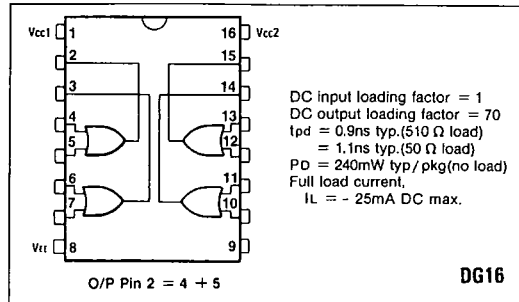 Vcc1 1 16 Vcc2
2 15
3 14
4 13
5 12
6 11
7 10
VEE 8 9
O/P Pin 2 = 4 + 5
DC input loading factor = 1
DC output loading factor = 70
tpd = 0.9ns typ.(510 Ω load)
= 1.1ns typ.(50 Ω load)
PD = 240mW typ/pkg(no load)
Full load current,
IL = - 25mA DC max.
DG16